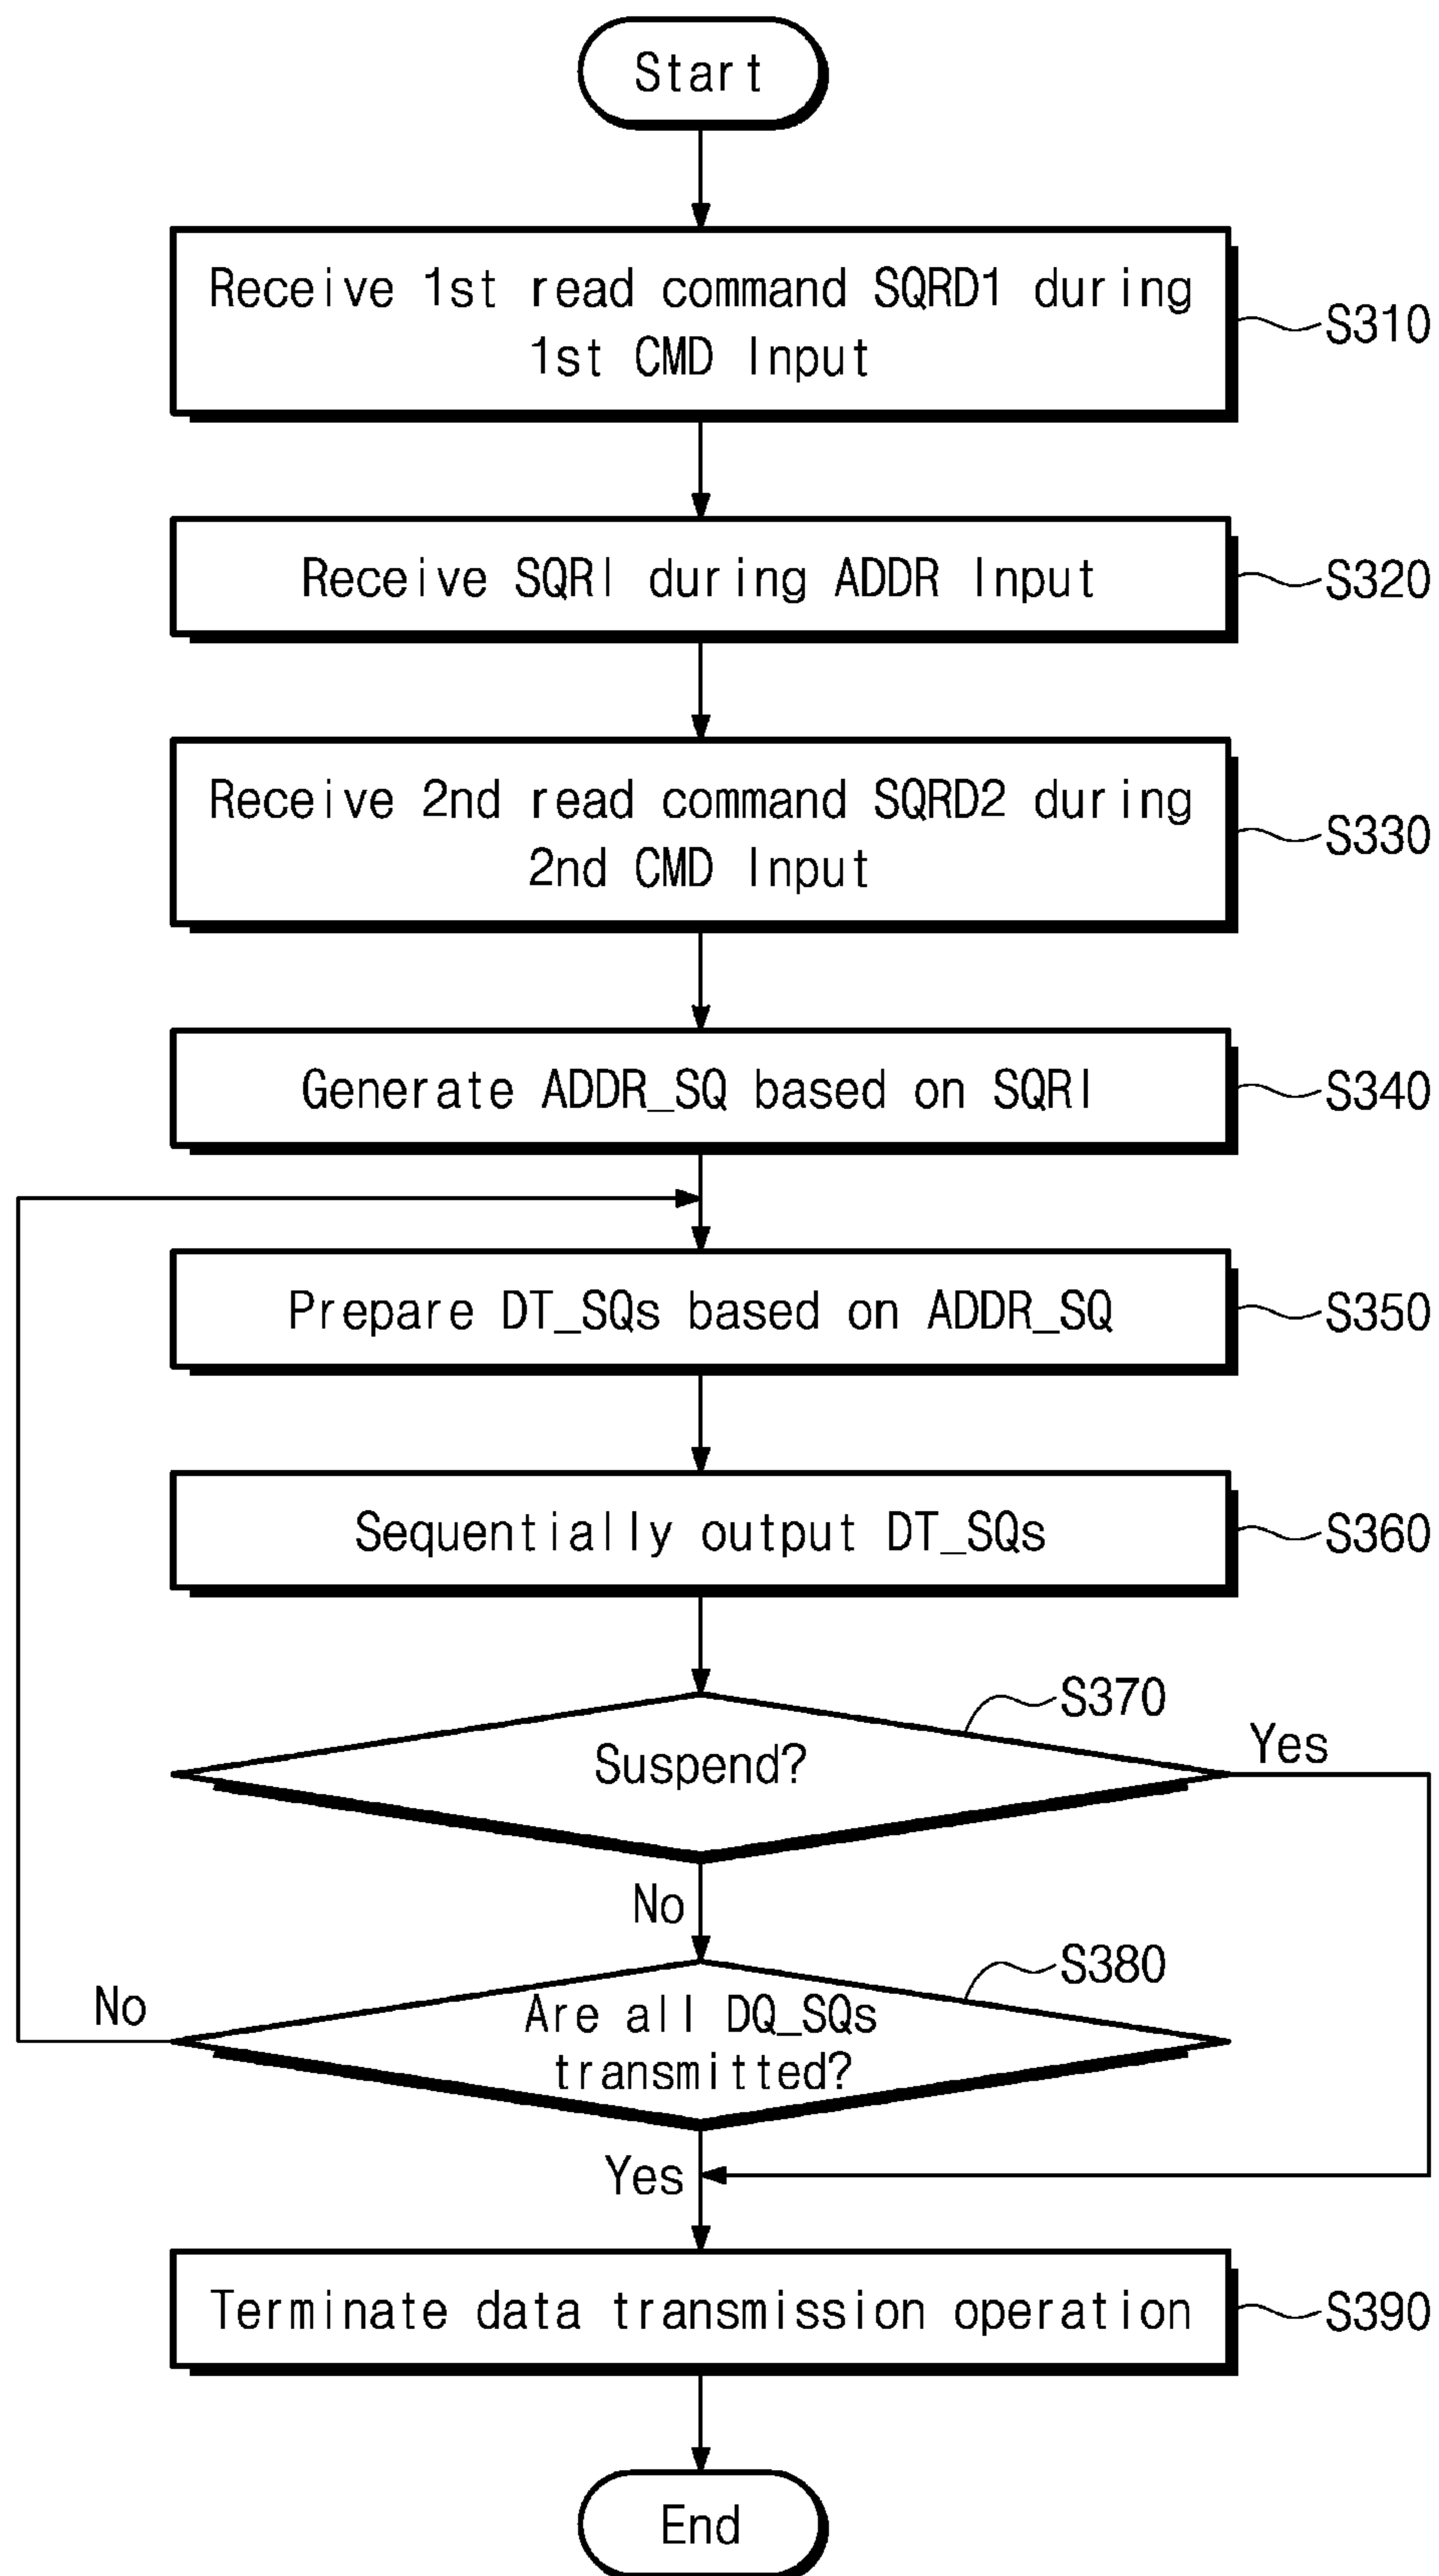 Start
Receive 1st read command SQRD1 during
1st CMD Input
S310
Receive SQRI during ADDR Input
S320
Receive 2nd read command SQRD2 during
2nd CMD Input
S330
Generate ADDR_SQ based on SQRI
S340
Prepare DT_SQs based on ADDR_SQ
S350
Sequentially output DT_SQs
S360
S370
Suspend?
Yes
No
S380
Are all DQ_SQs
transmitted?
No
Yes
Terminate data transmission operation
S390
End